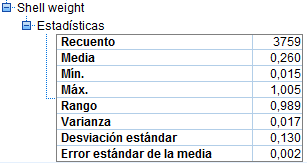 Shell weight
Estadísticas
Recuento 3759
Media 0,260
Mín. 0,015
Máx. 1,005
Rango 0,989
Varianza 0,017
Desviación estándar 0,130
Error estándar de la media 0,002